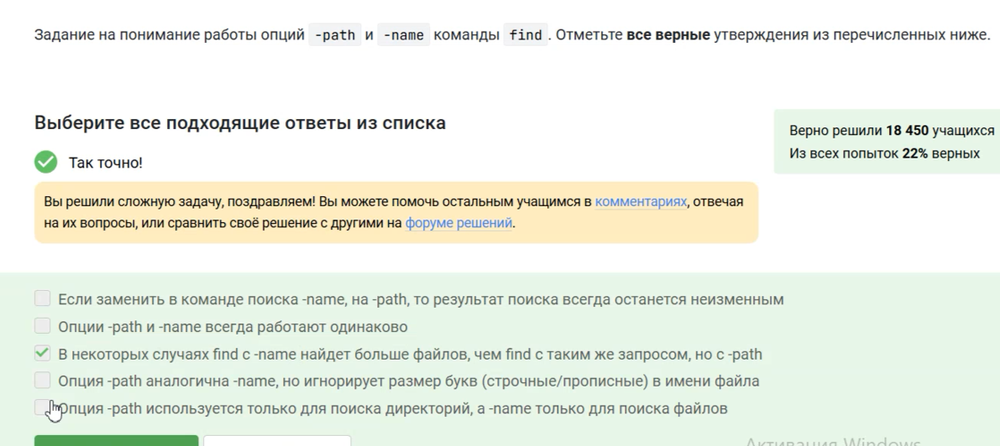 Задание на понимание работы опций -path и -name команды find. Отметьте все верные утверждения из перечисленных ниже.
Выберите все подходящие ответы из списка
Верно решили 18 450 учащихся
Из всех попыток 22% верных
Так точно!
Вы решили сложную задачу, поздравляем! Вы можете помочь остальным учащимся в комментариях, отвечая
на их вопросы, или сравнить своё решение с другими на форуме решений.
Если заменить в команде поиска -name, на -path, то результат поиска всегда останется неизменным
Опции -path и -name всегда работают одинаково
В некоторых случаях find с -name найдет больше файлов, чем find с таким же запросом, но с -path
Опция -path аналогична -name, но игнорирует размер букв (строчные/прописные) в имени файла
Опция -path используется только для поиска директорий, а -name только для поиска файлов
Активация Windows